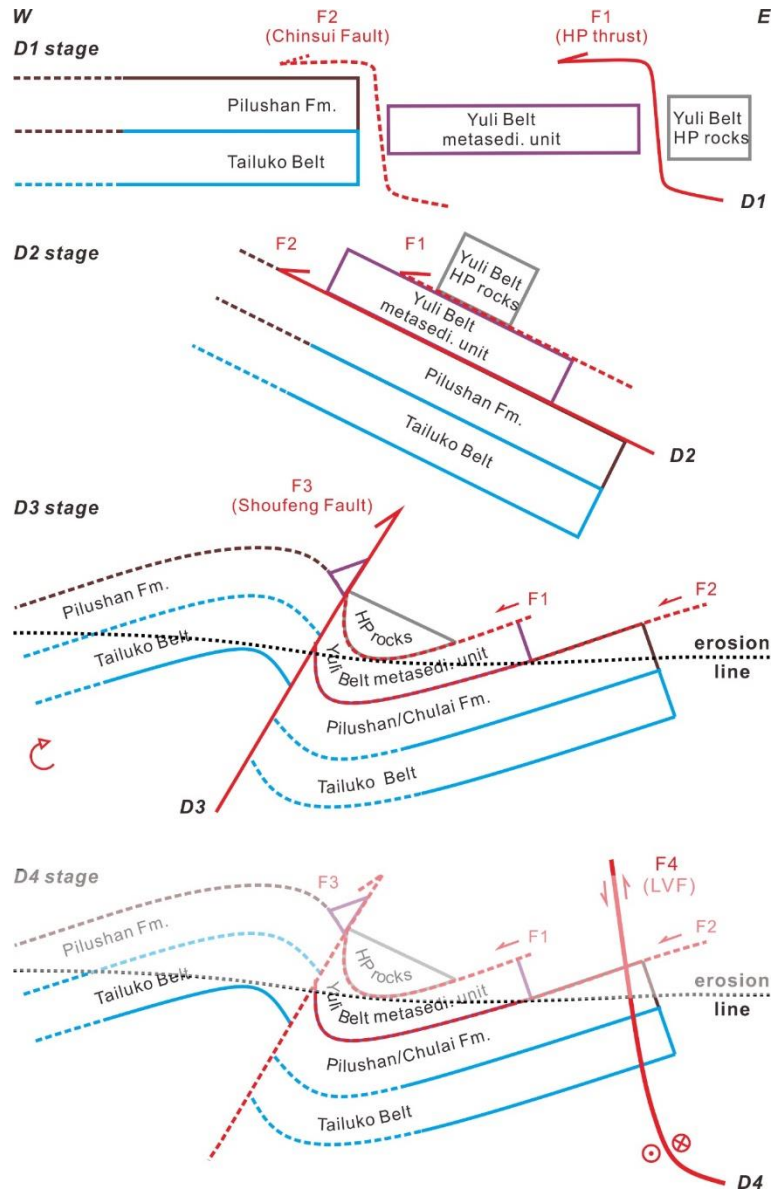 W
E
D1 stage
F2
(Chinsui Fault)
F1
(HP thrust)
Pilushan Fm.
Tailuko Belt
Yuli Belt
metasedi. unit
Yuli Belt
HP rocks
D1
D2 stage
F2
F1
Yuli Belt
HP rocks
Yuli Belt
metasedi. unit
Pilushan Fm.
Tailuko Belt
D2
D3 stage
F3
(Shoufeng Fault)
Pilushan Fm.
Tailuko Belt
HP rocks
F1
F2
Yuli Belt metasedi. unit
erosion
line
Pilushan/Chulai Fm.
Tailuko Belt
D3
D4 stage
F3
F4
(LVF)
Pilushan Fm.
Tailuko Belt
HP rocks
F1
F2
Yuli Belt metasedi. unit
erosion
line
Pilushan/Chulai Fm.
Tailuko Belt
D4